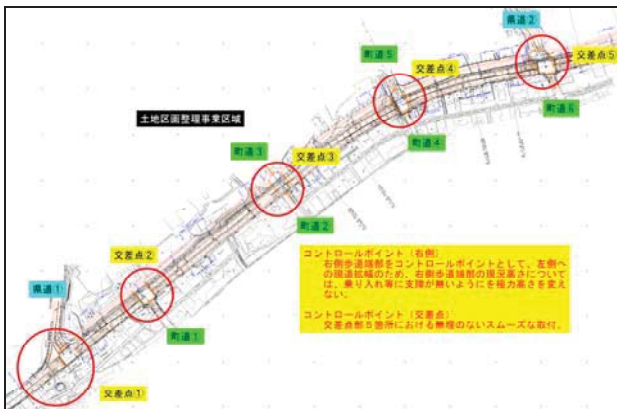 県道②
町道5
交差点④
交差点⑤
町道6
土地区画整理事業区域
町道4
町道3
交差点③
町道2
コントロールポイント（右側）
右側歩道端部をコントロールポイントとして、左側へ
の現道拡幅のため、右側歩道端部の現況高さについて
は、乗り入れ等に支障が無いようにを極力高さを変え
ない。
コントロールポイント（交差点）
交差点部５箇所における無理のないスムーズな取付。
交差点②
県道①
町道1
交差点①